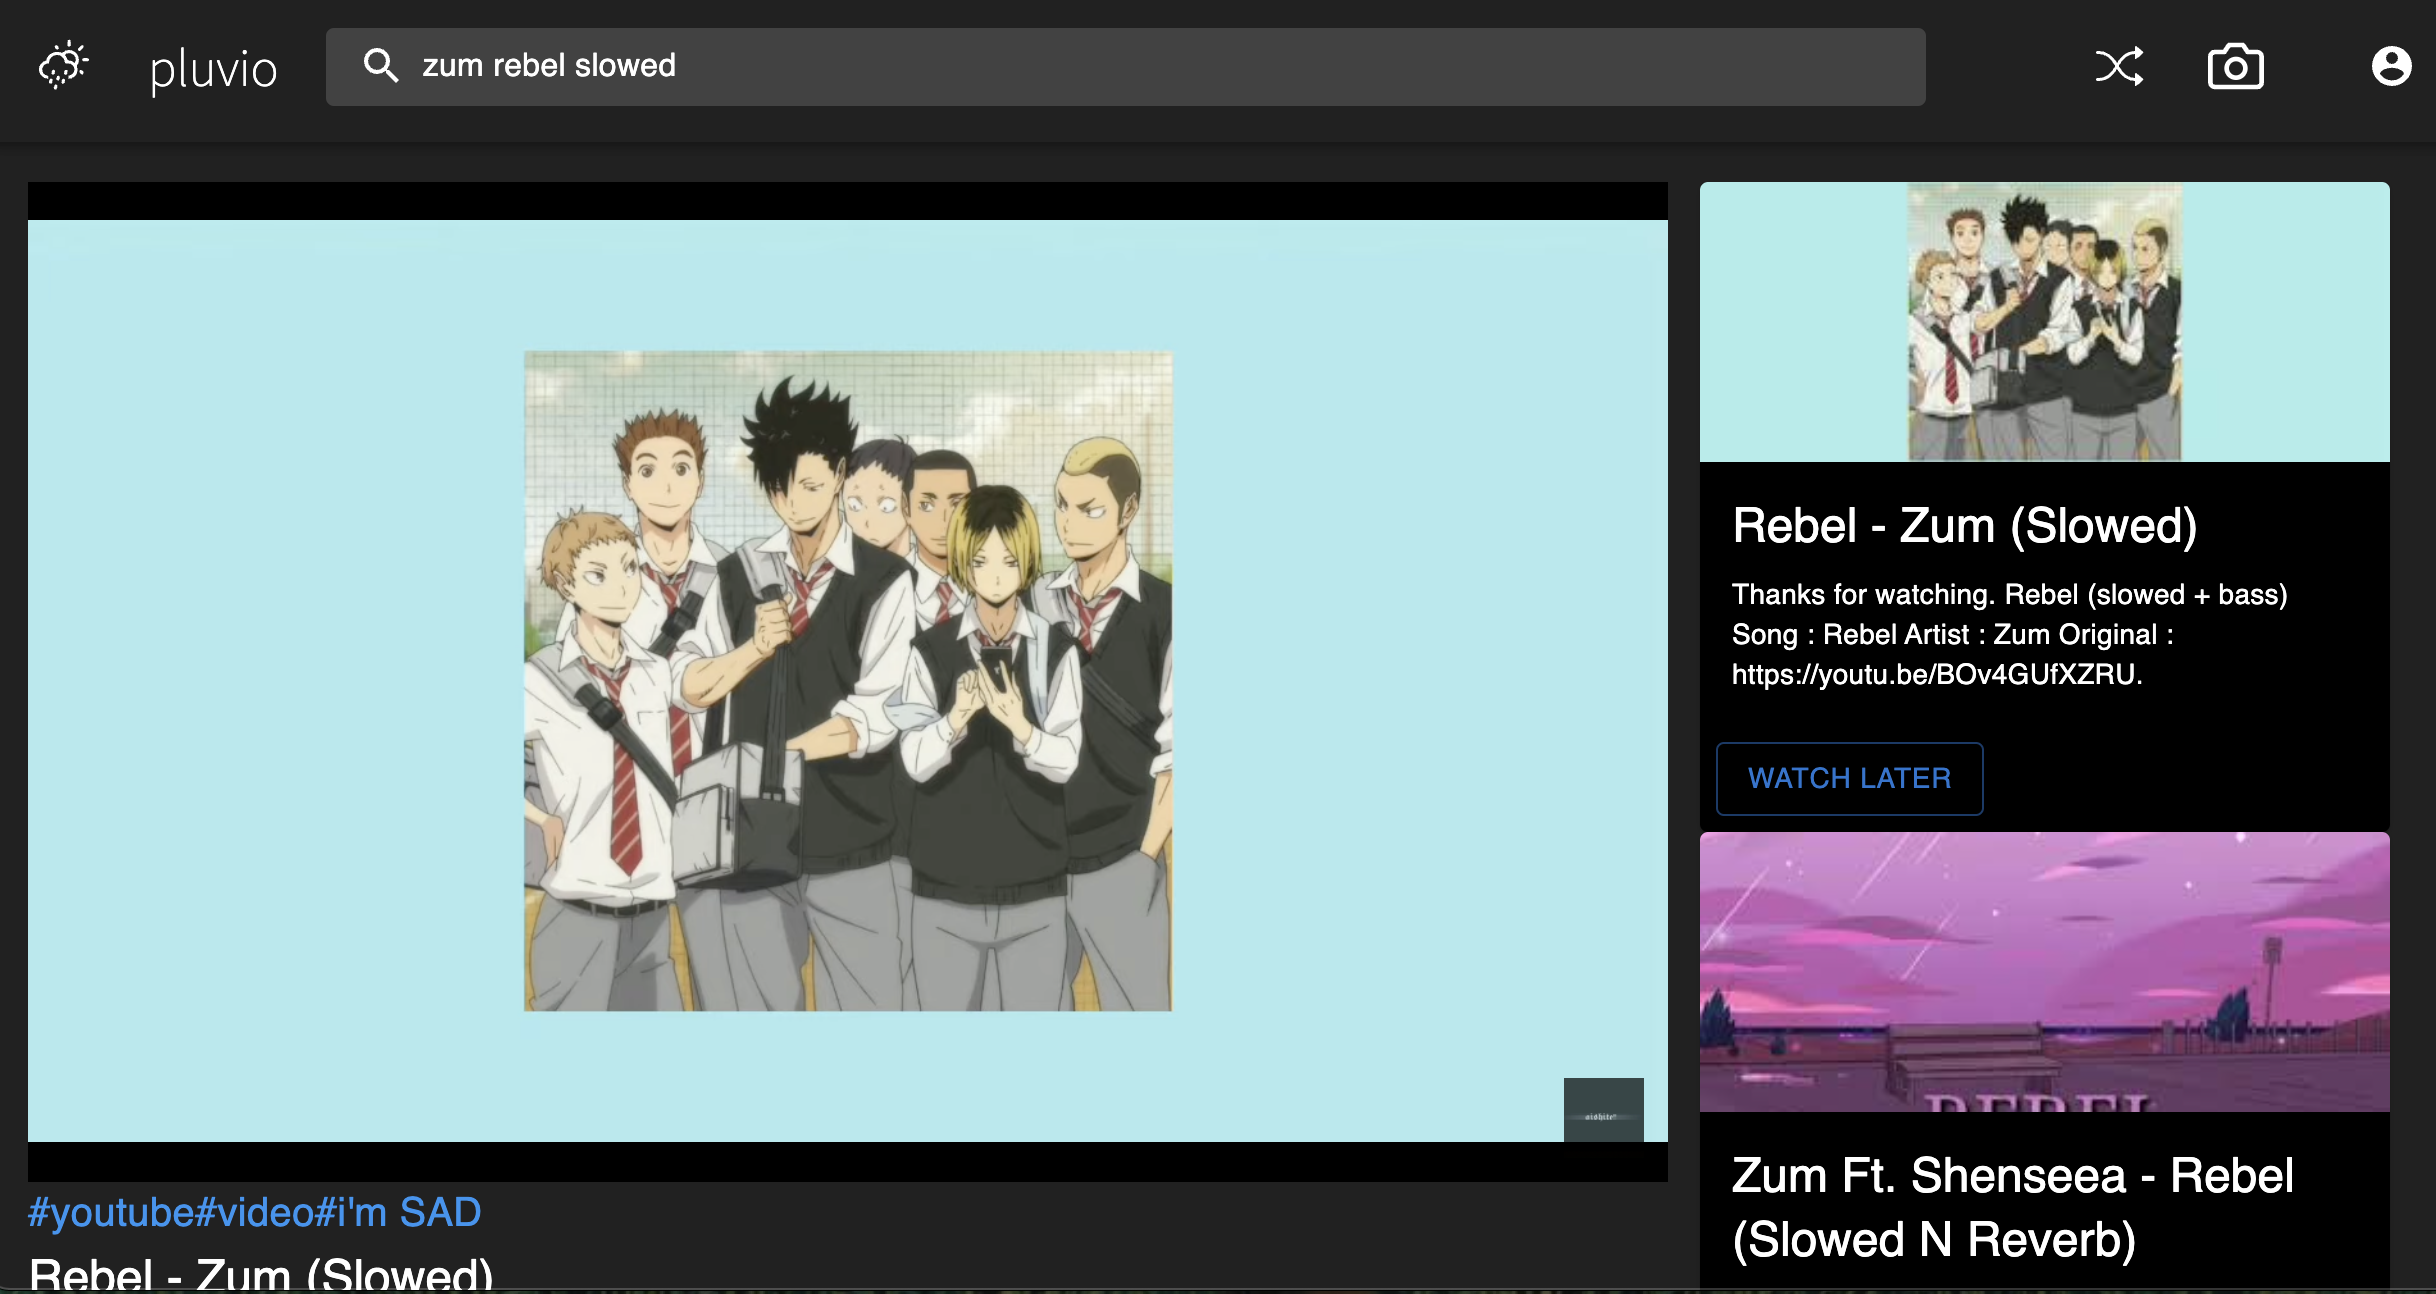 pluvio
zum rebel slowed
#youtube#video#i'm SAD
Rebel - Zum (Slowed)
Rebel - Zum (Slowed)
Thanks for watching. Rebel (slowed + bass)
Song : Rebel Artist : Zum Original :
https://youtu.be/BOv4GUfXZRU.
WATCH LATER
REBEL
Zum Ft. Shenseea - Rebel
(Slowed N Reverb)